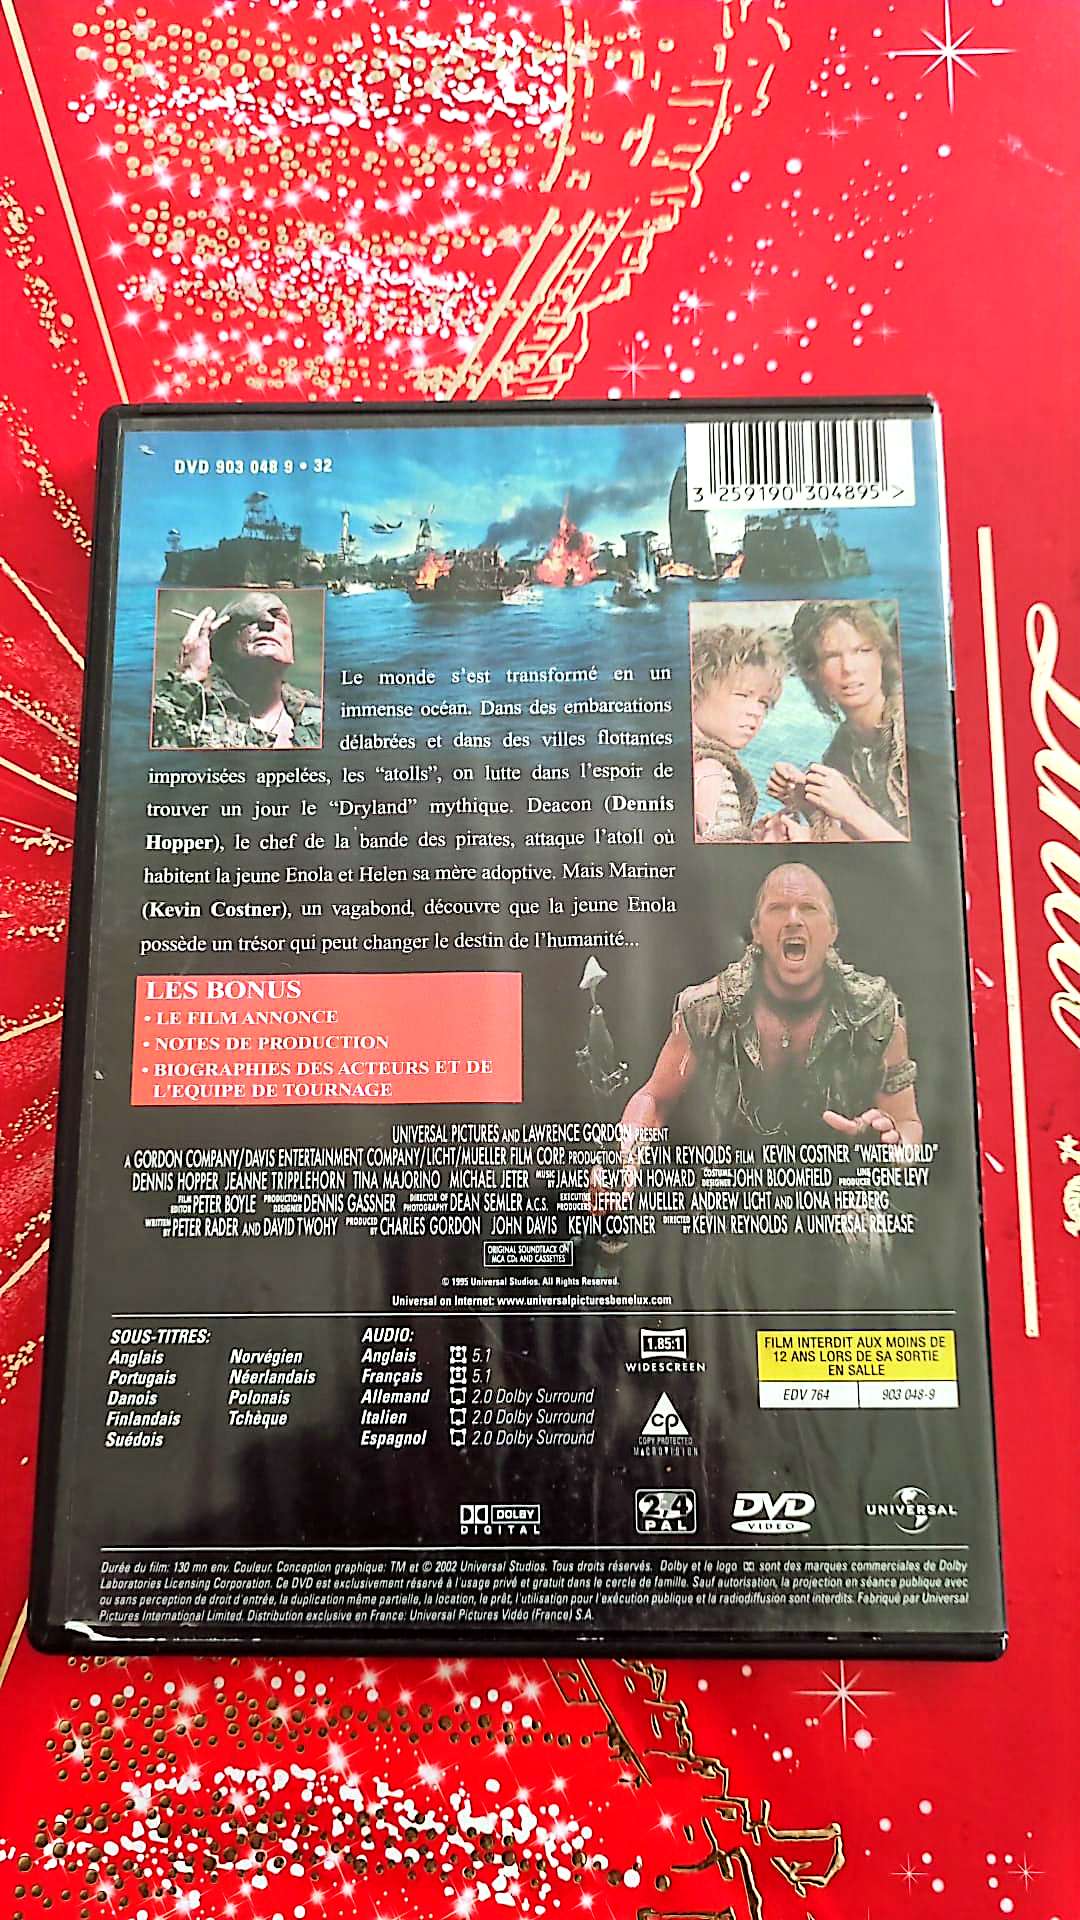 DVD 903 048 9 • 32
3 259190 304895 >
Le monde s'est transformé en un
immense océan. Dans des embarcations
délabrées et dans des villes flottantes
improvisées appelées, les “atolls”, on lutte dans l'espoir de
trouver un jour le “Dryland” mythique. Deacon (Dennis
Hopper), le chef de la bande des pirates, attaque l'atoll où
habitent la jeune Enola et Helen sa mère adoptive. Mais Mariner
(Kevin Costner), un vagabond, découvre que la jeune Enola
possède un trésor qui peut changer le destin de l'humanité...
LES BONUS
• LE FILM ANNONCE
• NOTES DE PRODUCTION
• BIOGRAPHIES DES ACTEURS ET DE
L'EQUIPE DE TOURNAGE
UNIVERSAL PICTURES AND LAWRENCE GORDON PRESENT
A GORDON COMPANY/DAVIS ENTERTAINMENT COMPANY/LICHT/MUELLER FILM CORP. PRODUCTION A KEVIN REYNOLDS FILM KEVIN COSTNER "WATERWORLD"
DENNIS HOPPER JEANNE TRIPPLEHORN TINA MAJORINO MICHAEL JETER MUSIC BY JAMES NEWTON HOWARD COSTUME DESIGNER JOHN BLOOMFIELD LINE PRODUCER GENE LEVY
FILM EDITOR PETER BOYLE PRODUCTION DESIGNER DENNIS GASSNER DIRECTOR OF PHOTOGRAPHY DEAN SEMLER A.C.S. EXECUTIVE PRODUCERS JEFFREY MUELLER ANDREW LICHT AND ILONA HERZBERG
WRITTEN BY PETER RADER AND DAVID TWOHY PRODUCED BY CHARLES GORDON JOHN DAVIS KEVIN COSTNER DIRECTED BY KEVIN REYNOLDS A UNIVERSAL RELEASE
ORIGINAL SOUNDTRACK ON
MCA CDs AND CASSETTES
© 1995 Universal Studios. All Rights Reserved.
Universal on Internet: www.universalpicturesbenelux.com
SOUS-TITRES:
Anglais Norvégien
Portugais Néerlandais
Danois Polonais
Finlandais Tchèque
Suédois
AUDIO:
Anglais 5.1
Français 5.1
Allemand 2.0 Dolby Surround
Italien 2.0 Dolby Surround
Espagnol 2.0 Dolby Surround
1.85:1
WIDESCREEN
CP
COPY PROTECTED
MACROVISION
FILM INTERDIT AUX MOINS DE
12 ANS LORS DE SA SORTIE
EN SALLE
EDV 764 903 048-9
DOLBY
DIGITAL
2,4
PAL
DVD
VIDEO
UNIVERSAL
Durée du film: 130 mn env. Couleur. Conception graphique: TM et © 2002 Universal Studios. Tous droits réservés. Dolby et le logo sont des marques commerciales de Dolby
Laboratories Licensing Corporation. Ce DVD est exclusivement réservé à l'usage privé et gratuit dans le cercle de famille. Sauf autorisation, la projection en séance publique avec
ou sans perception de droit d'entrée, la duplication même partielle, la location, le prêt, l'utilisation pour l'exécution publique et la radiodiffusion sont interdits. Fabriqué par Universal
Pictures International Limited. Distribution exclusive en France: Universal Pictures Vidéo (France) S.A.